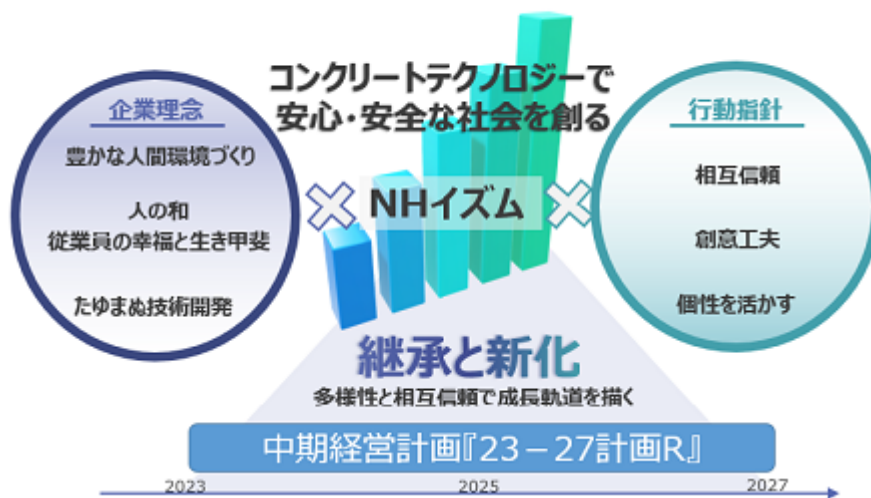 コンクリートテクノロジーで
安心・安全な社会を創る
企業理念
豊かな人間環境づくり
人の和
従業員の幸福と生き甲斐
たゆまぬ技術開発
NHイズム
行動指針
相互信頼
創意工夫
個性を活かす
継承と新化
多様性と相互信頼で成長軌道を描く
中期経営計画『23－27計画R』
2023
2025
2027